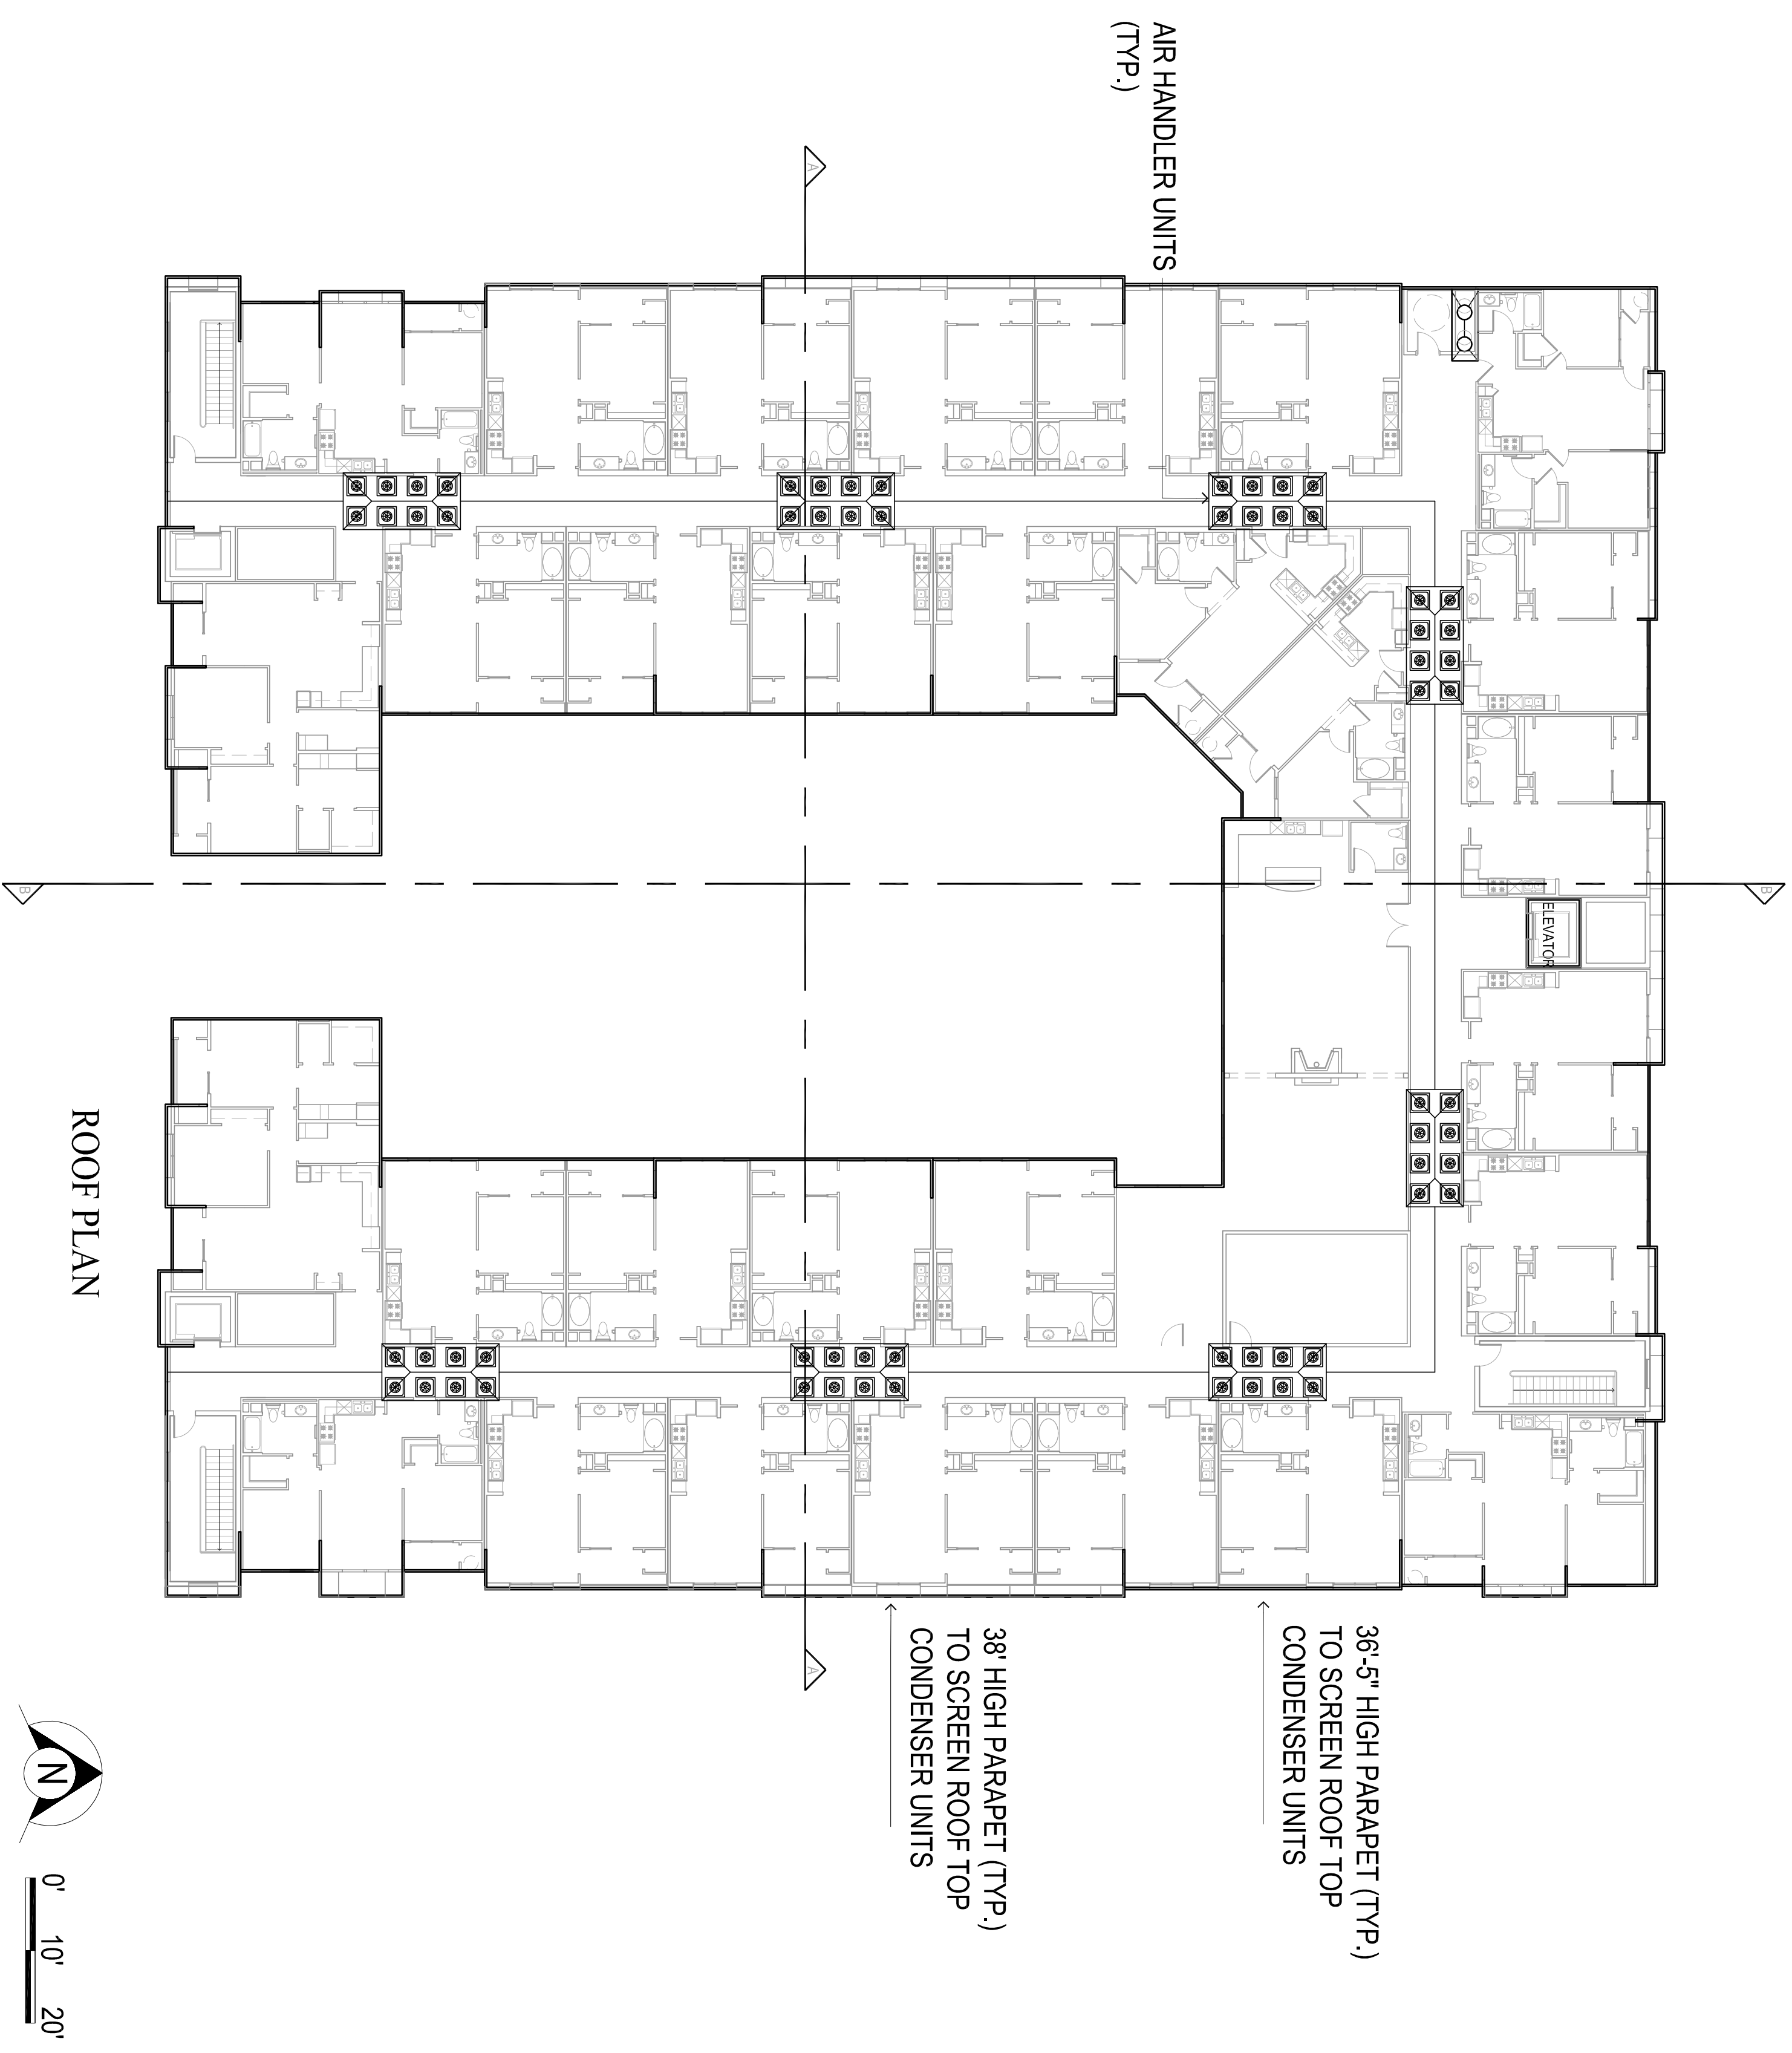 AIR HANDLER UNITS
(TYP.)
A
B
B
ELEVATOR
A
36'-5" HIGH PARAPET (TYP.)
TO SCREEN ROOF TOP
CONDENSER UNITS
38' HIGH PARAPET (TYP.)
TO SCREEN ROOF TOP
CONDENSER UNITS
ROOF PLAN
N
0' 10' 20'